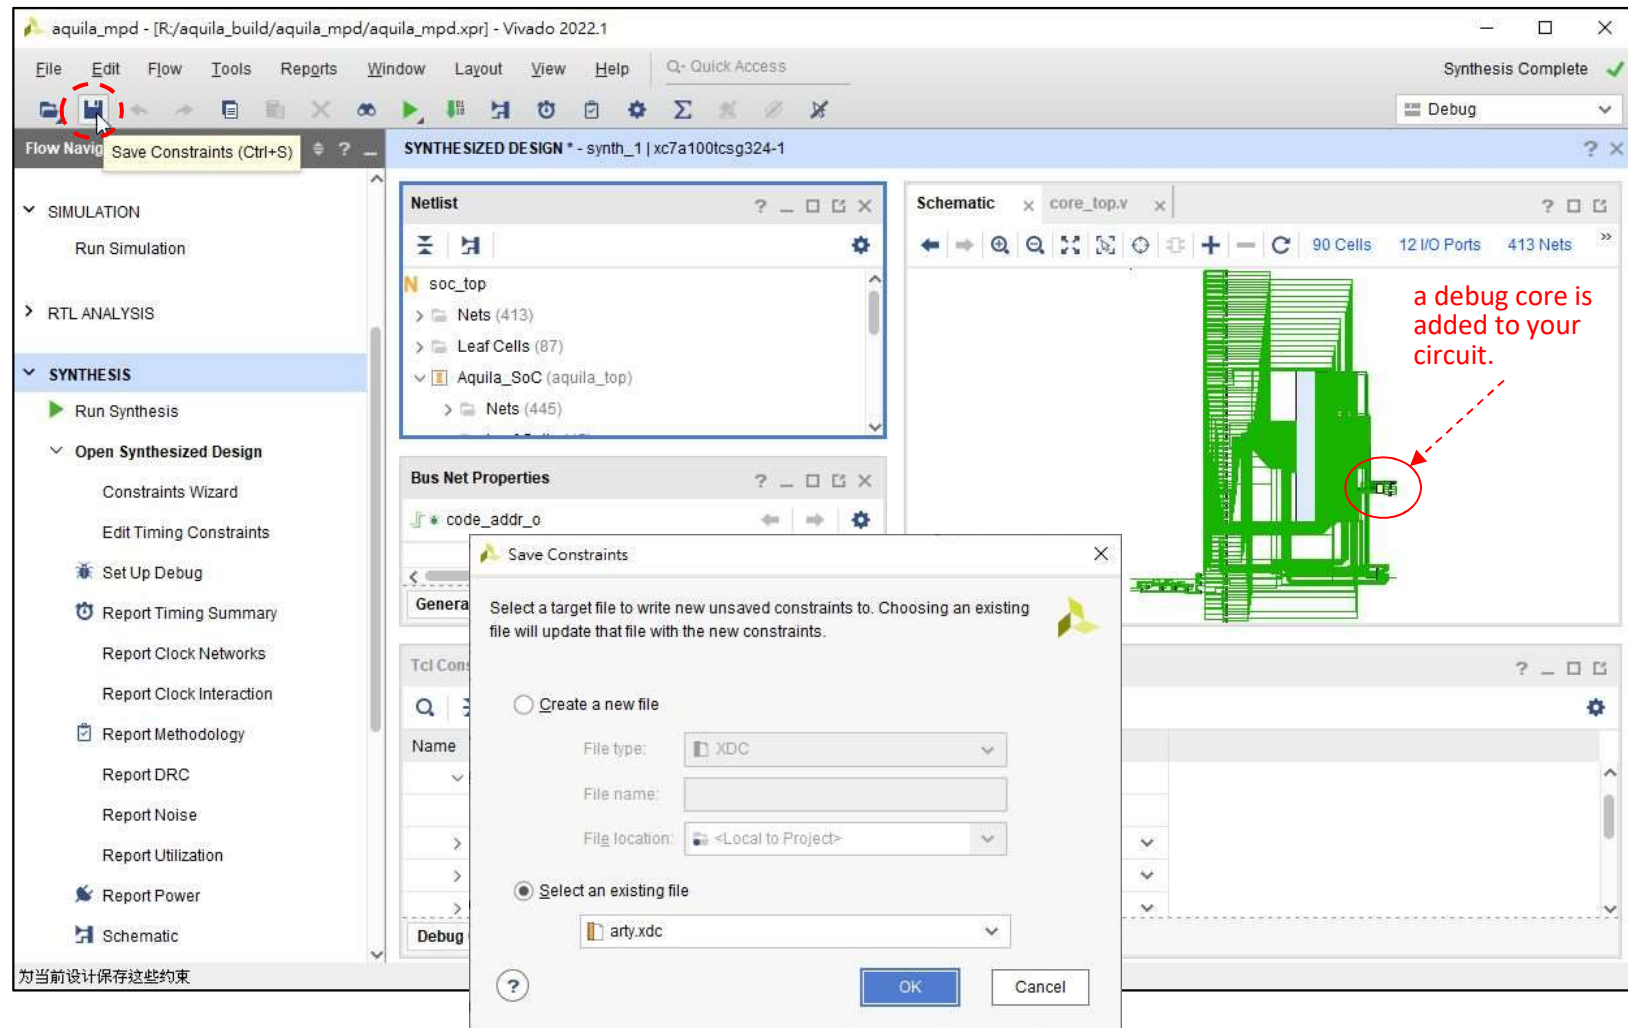 aquila_mpd - [R:/aquila_build/aquila_mpd/aquila_mpd.xpr] - Vivado 2022.1
File Edit Flow Tools Reports Window Layout View Help Quick Access
Synthesis Complete
Debug
Save Constraints (Ctrl+S)
Flow Navig
SYNTHESIZED DESIGN * - synth_1 | xc7a100tcsg324-1
SIMULATION
Run Simulation
RTL ANALYSIS
SYNTHESIS
Run Synthesis
Open Synthesized Design
Constraints Wizard
Edit Timing Constraints
Set Up Debug
Report Timing Summary
Report Clock Networks
Report Clock Interaction
Report Methodology
Report DRC
Report Noise
Report Utilization
Report Power
Schematic
为当前设计保存这些约束
Netlist
N soc_top
Nets (413)
Leaf Cells (87)
Aquila_SoC (aquila_top)
Nets (445)
Bus Net Properties
code_addr_o
Genera
Tcl Cons
Name
Debug
Schematic core_top.v
90 Cells 12 I/O Ports 413 Nets
a debug core is
added to your
circuit.
Save Constraints
Select a target file to write new unsaved constraints to. Choosing an existing
file will update that file with the new constraints.
Create a new file
File type: XDC
File name:
File location: <Local to Project>
Select an existing file
arty.xdc
OK Cancel